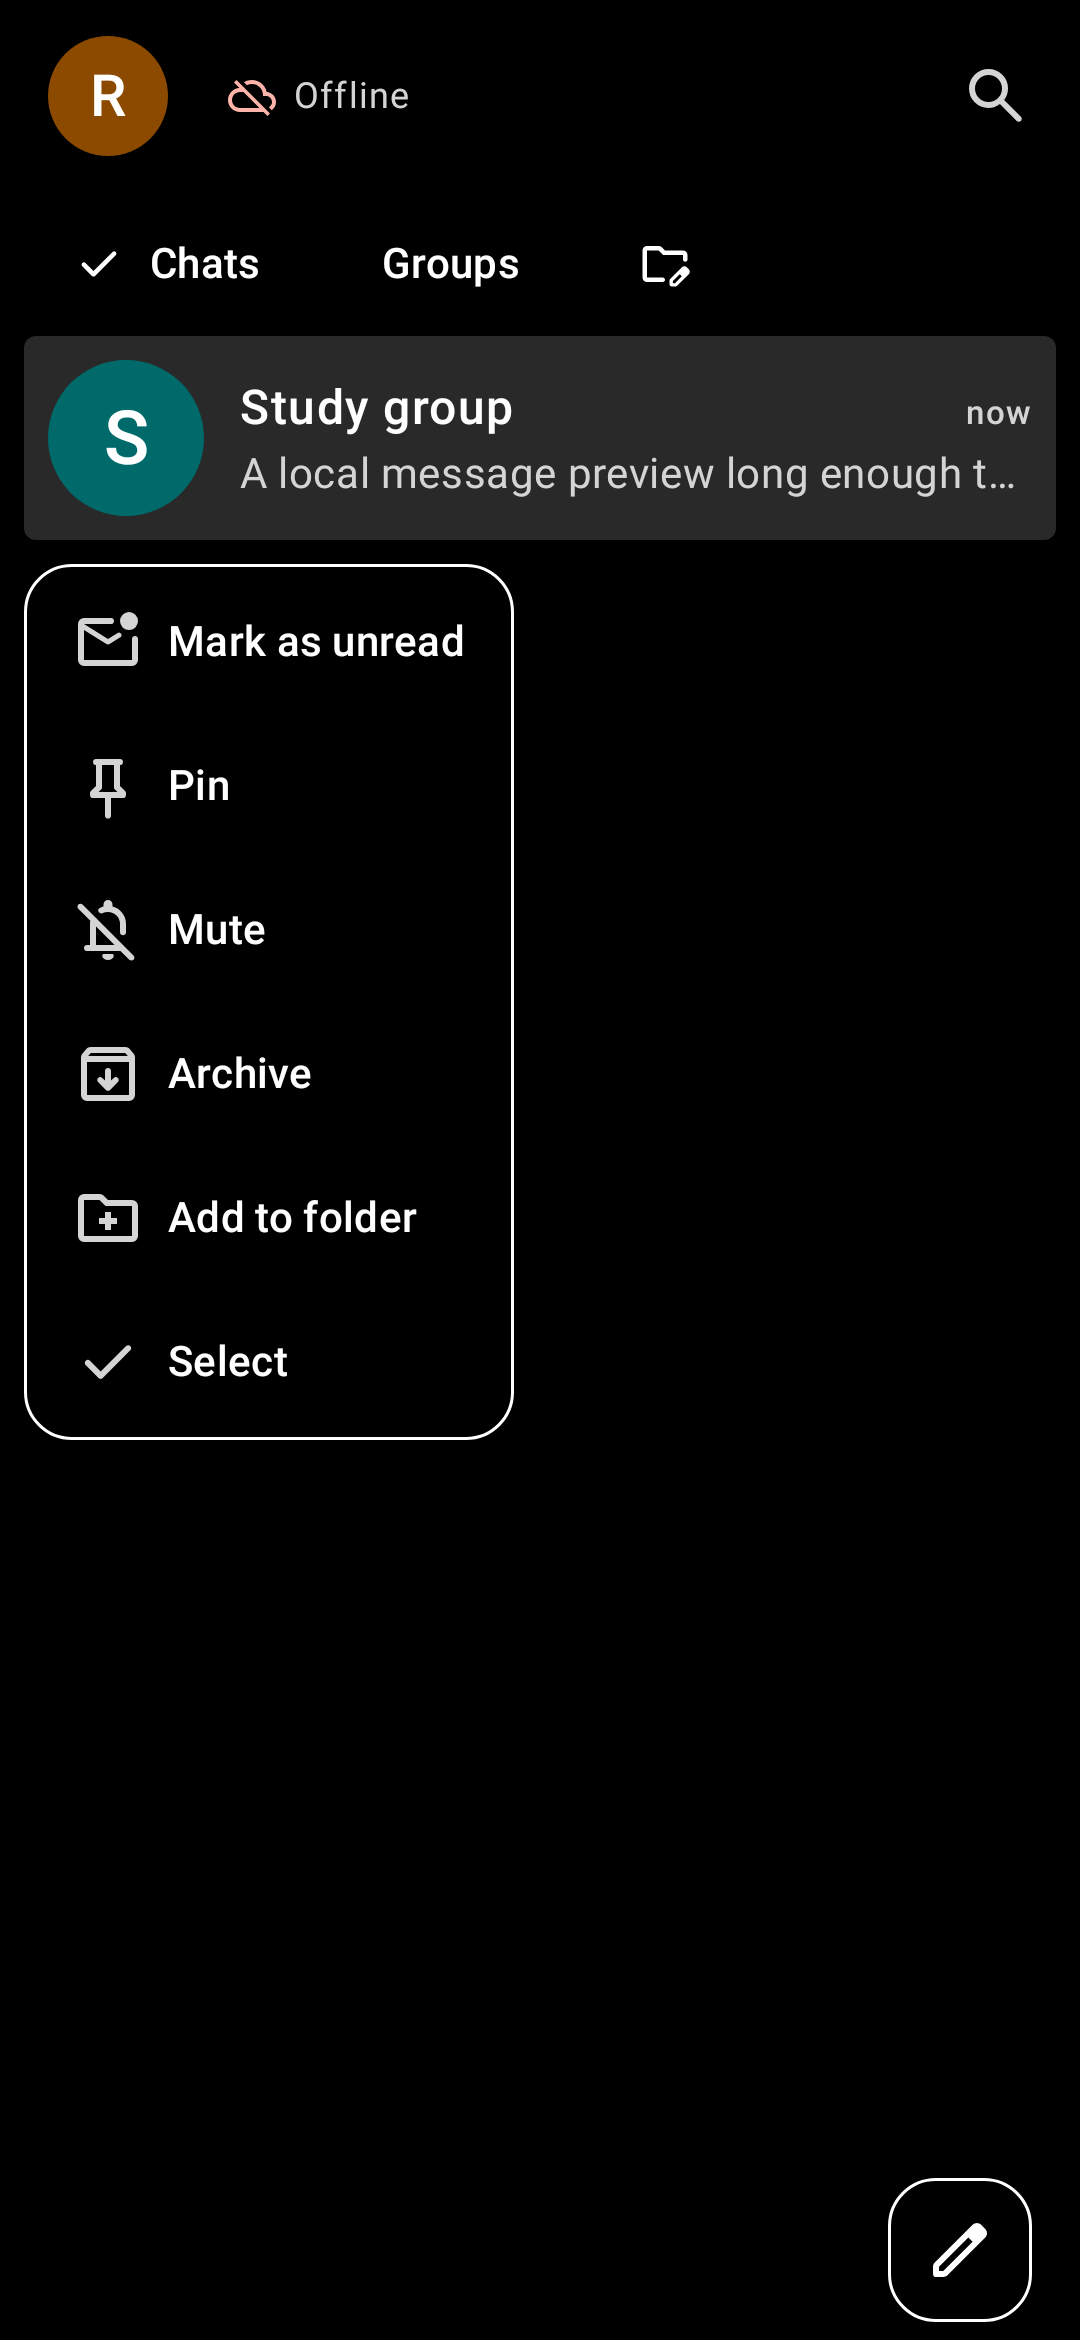 R
Offline
Chats
Groups
S
Study group
now
A local message preview long enough t…
Mark as unread
Pin
Mute
Archive
Add to folder
Select